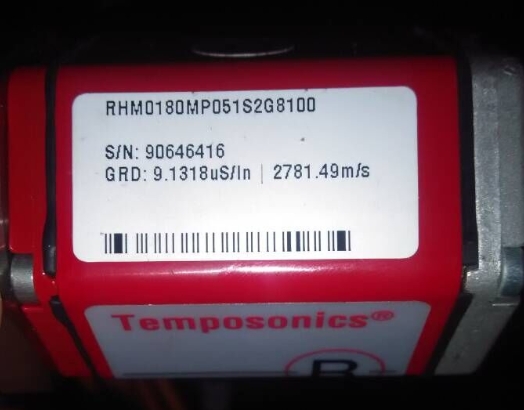 RHM0180MP051S2G8100
S/N: 90646416
GRD: 9.1318uS/In | 2781.49m/s
Temposonics®
R